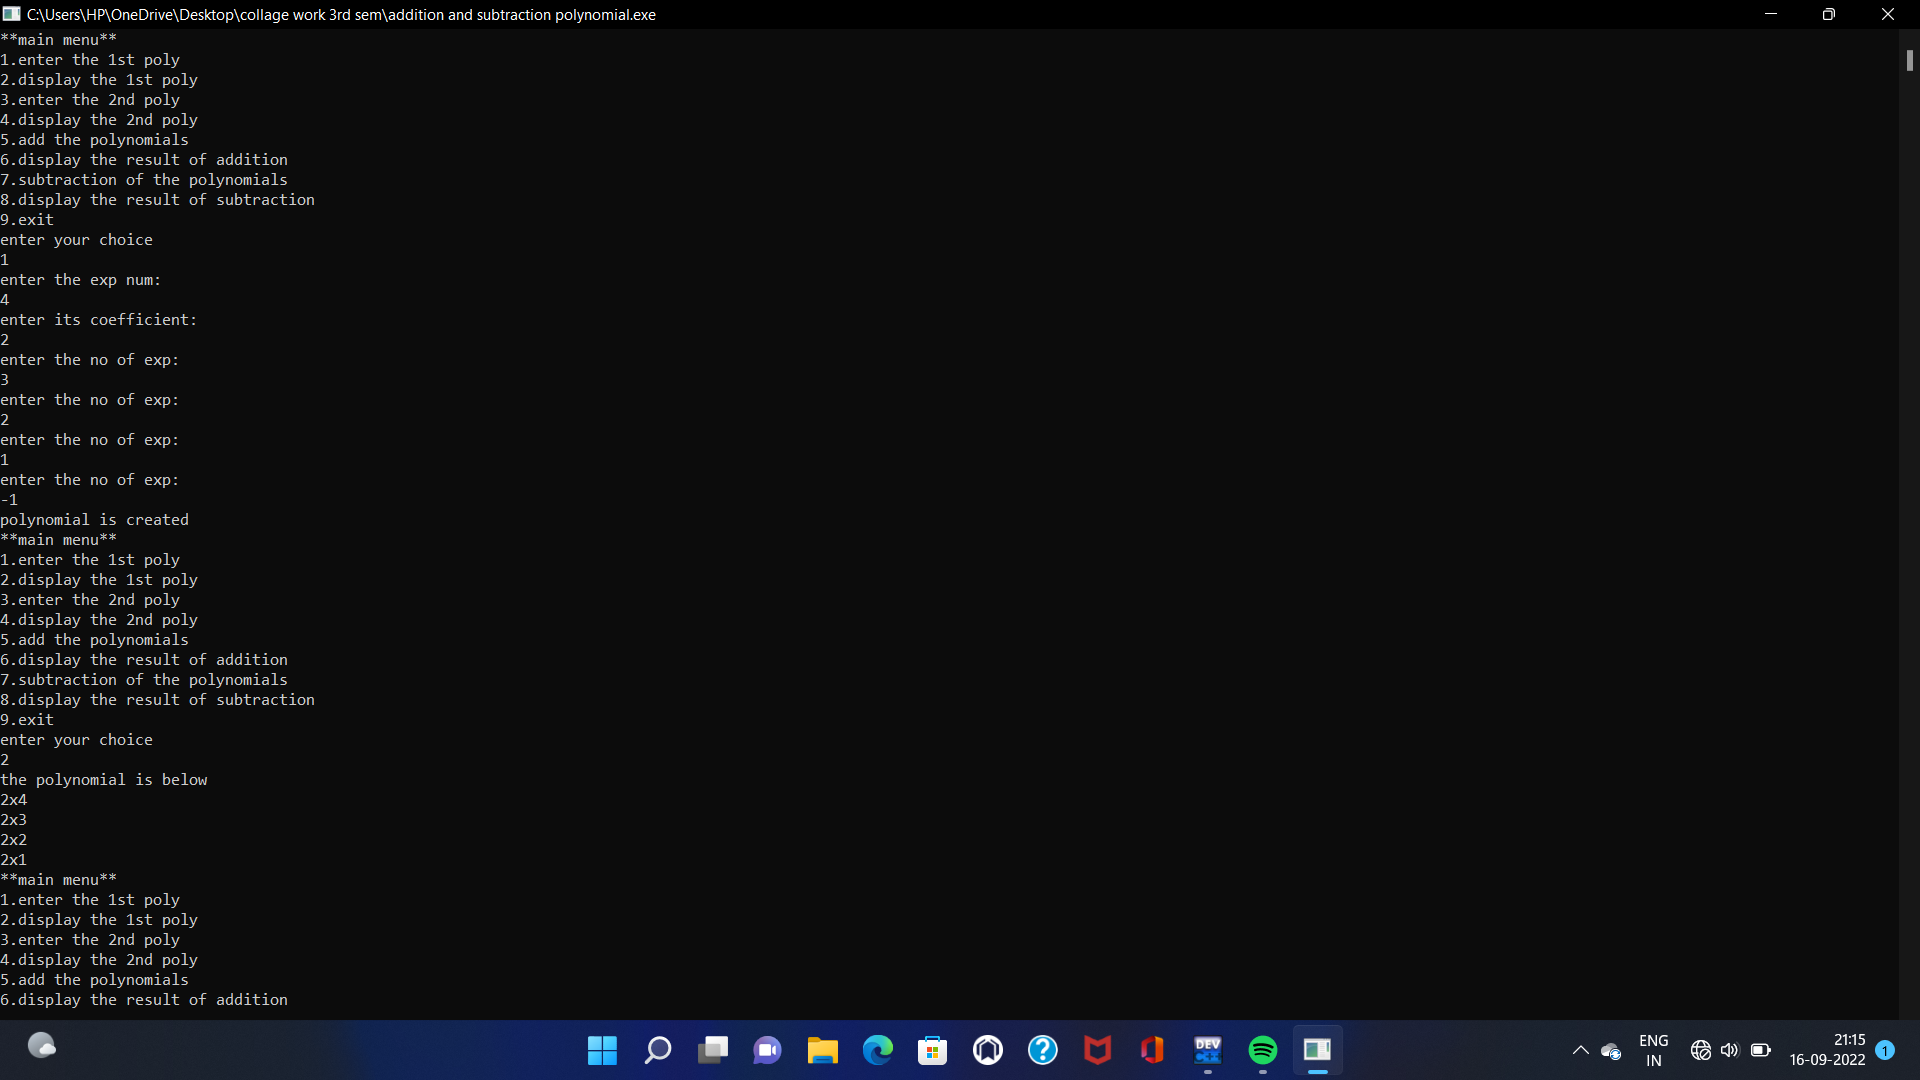 C:\Users\HP\OneDrive\Desktop\collage work 3rd sem\addition and subtraction polynomial.exe
**main menu**
1.enter the 1st poly
2.display the 1st poly
3.enter the 2nd poly
4.display the 2nd poly
5.add the polynomials
6.display the result of addition
7.subtraction of the polynomials
8.display the result of subtraction
9.exit
enter your choice
1
enter the exp num:
4
enter its coefficient:
2
enter the no of exp:
3
enter the no of exp:
2
enter the no of exp:
1
enter the no of exp:
-1
polynomial is created
**main menu**
1.enter the 1st poly
2.display the 1st poly
3.enter the 2nd poly
4.display the 2nd poly
5.add the polynomials
6.display the result of addition
7.subtraction of the polynomials
8.display the result of subtraction
9.exit
enter your choice
2
the polynomial is below
2x4
2x3
2x2
2x1
**main menu**
1.enter the 1st poly
2.display the 1st poly
3.enter the 2nd poly
4.display the 2nd poly
5.add the polynomials
6.display the result of addition
DEV
C++
ENG
IN
21:15
16-09-2022
1